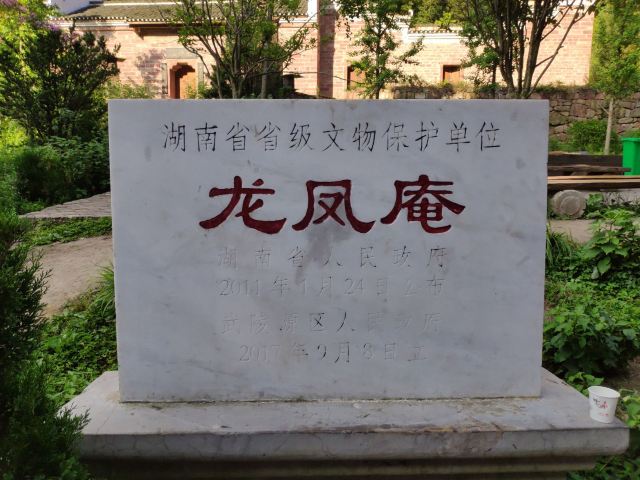 湖南省省级文物保护单位
龙凤庵
湖南省人民政府
2011年1月24日公布
武陵源区人民政府
2017年9月8日立